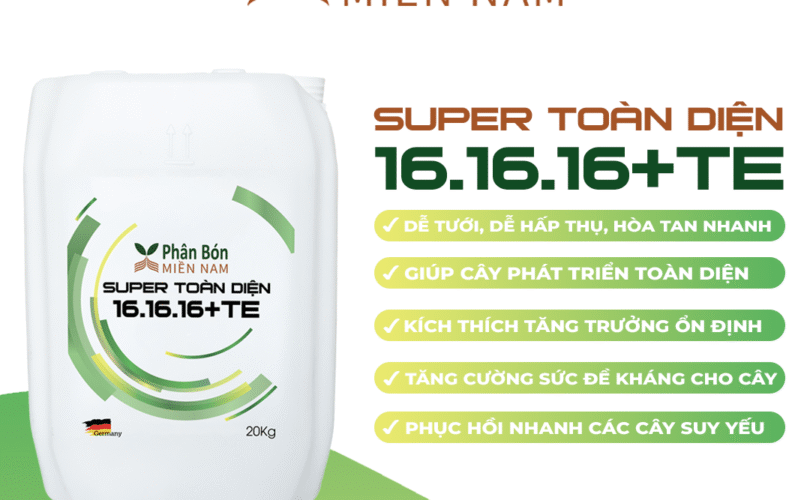 MIỀN NAM
SUPER TOÀN DIỆN
16.16.16+TE
DỄ TƯỚI, DỄ HẤP THỤ, HÒA TAN NHANH
GIÚP CÂY PHÁT TRIỂN TOÀN DIỆN
KÍCH THÍCH TĂNG TRƯỞNG ỔN ĐỊNH
TĂNG CƯỜNG SỨC ĐỀ KHÁNG CHO CÂY
PHỤC HỒI NHANH CÁC CÂY SUY YẾU
Phân Bón
MIỀN NAM
SUPER TOÀN DIỆN
16.16.16+TE
Germany
20Kg